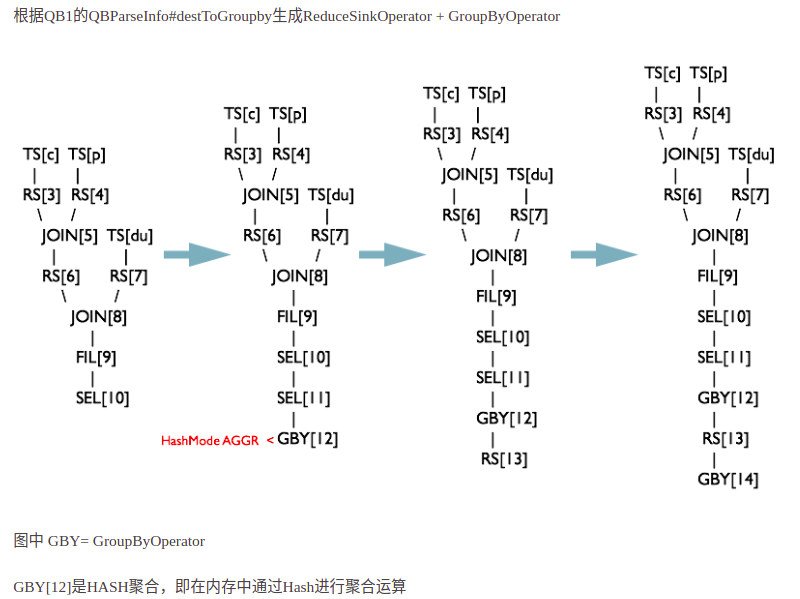 根据QB1的QBParseInfo#destToGroupby生成ReduceSinkOperator + GroupByOperator
TS[c] TS[p]
RS[3] RS[4]
JOIN[5] TS[du]
RS[6] RS[7]
JOIN[8]
FIL[9]
SEL[10]
TS[c] TS[p]
RS[3] RS[4]
JOIN[5] TS[du]
RS[6] RS[7]
JOIN[8]
FIL[9]
SEL[10]
SEL[11]
HashMode AGGR < GBY[12]
TS[c] TS[p]
RS[3] RS[4]
JOIN[5] TS[du]
RS[6] RS[7]
JOIN[8]
FIL[9]
SEL[10]
SEL[11]
GBY[12]
RS[13]
TS[c] TS[p]
RS[3] RS[4]
JOIN[5] TS[du]
RS[6] RS[7]
JOIN[8]
FIL[9]
SEL[10]
SEL[11]
GBY[12]
RS[13]
GBY[14]
图中 GBY= GroupByOperator
GBY[12]是HASH聚合，即在内存中通过Hash进行聚合运算